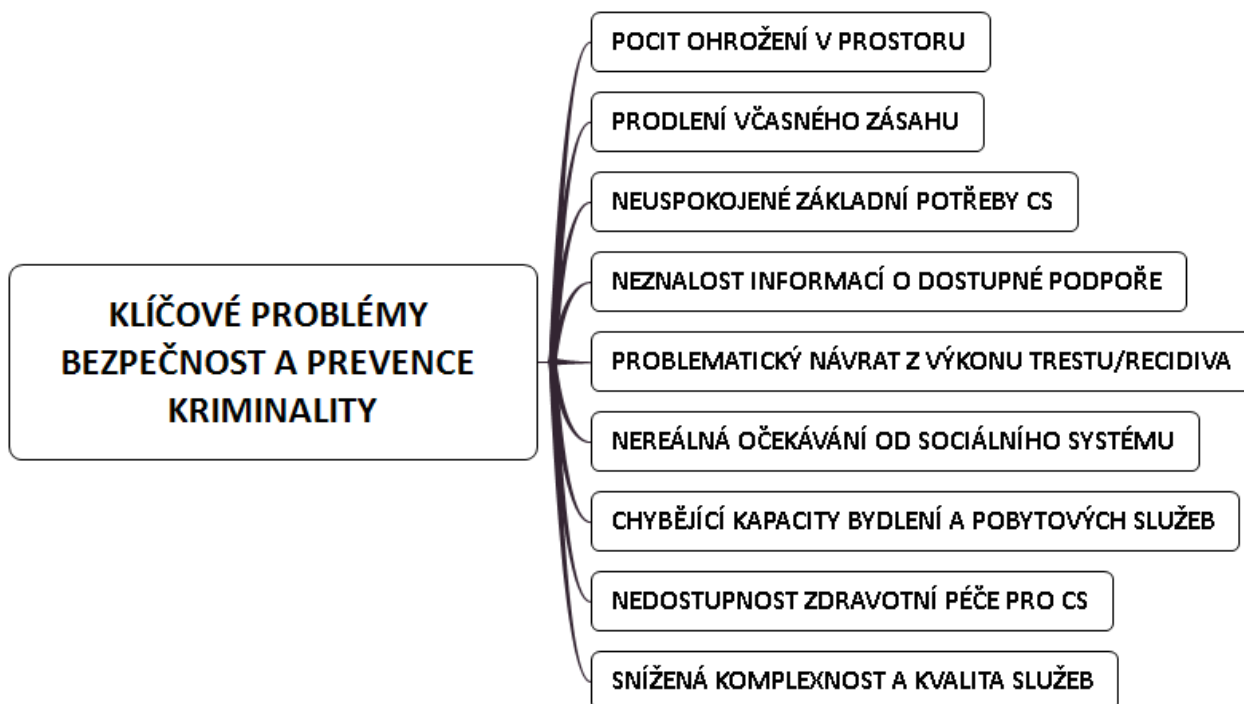 POCIT OHROŽENÍ V PROSTORU
PRODLENÍ VČASNÉHO ZÁSAHU
NEUSPOKOJENÉ ZÁKLADNÍ POTŘEBY CS
NEZNALOST INFORMACÍ O DOSTUPNÉ PODPOŘE
KLÍČOVÉ PROBLÉMY
BEZPEČNOST A PREVENCE
KRIMINALITY
PROBLEMATICKÝ NÁVRAT Z VÝKONU TRESTU/RECIDIVA
NEREÁLNÁ OČEKÁVÁNÍ OD SOCIÁLNÍHO SYSTÉMU
CHYBĚJÍCÍ KAPACITY BYDLENÍ A POBYTOVÝCH SLUŽEB
NEDOSTUPNOST ZDRAVOTNÍ PÉČE PRO CS
SNÍŽENÁ KOMPLEXNOST A KVALITA SLUŽEB